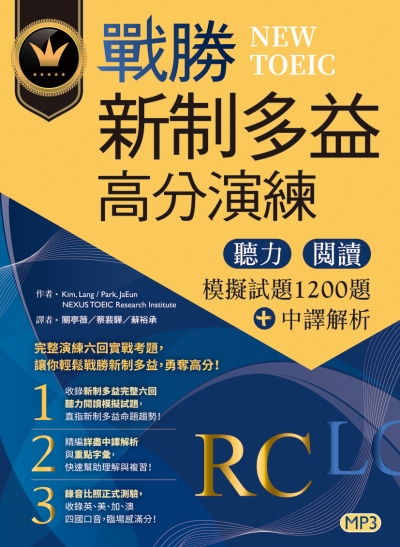 戰勝 NEW TOEIC
新制多益
高分演練
聽力 閱讀
模擬試題1200題
+中譯解析
作者/ Kim, Lang / Park, JaEun
NEXUS TOEIC Research Institute
譯者/ 關亭薇/蔡裴驊/蘇裕承
完整演練六回實戰考題,
讓你輕鬆戰勝新制多益,勇奪高分!
1 收錄新制多益完整六回
聽力閱讀模擬試題,
直指新制多益命題趨勢!
2 精編詳盡中譯解析
與重點字彙,
快速幫助理解與複習!
3 錄音比照正式測驗,
收錄英、美、加、澳
四國口音,臨場感滿分!
RC LC
MP3